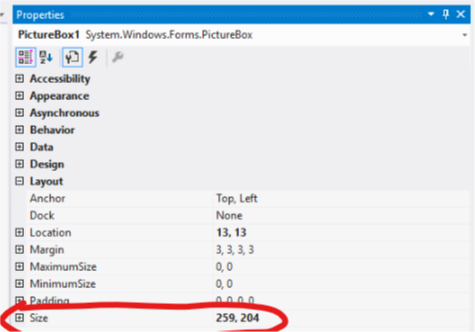 Properties
PictureBox1 System.Windows.Forms.PictureBox
Accessibility
Appearance
Asynchronous
Behavior
Data
Design
Layout
Anchor Top, Left
Dock None
Location 13, 13
Margin 3, 3, 3, 3
MaximumSize 0, 0
MinimumSize 0, 0
Padding 0, 0, 0, 0
Size 259, 204